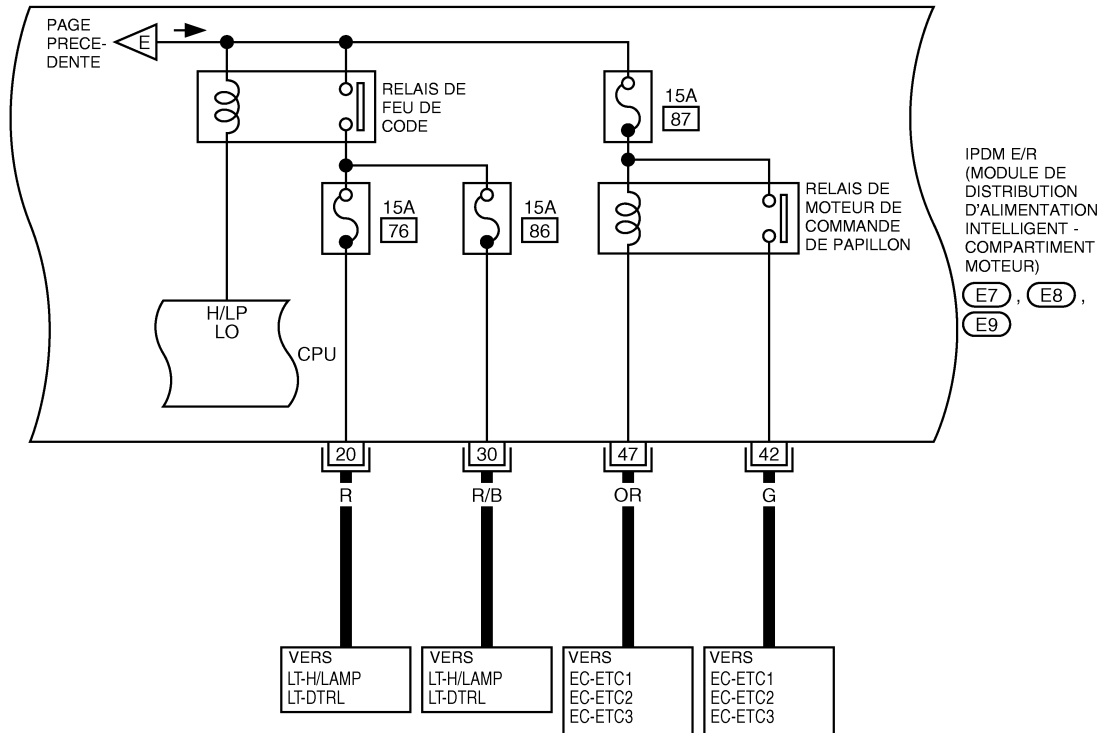 PAGE
PRECE-
DENTE
E
RELAIS DE
FEU DE
CODE
15A
87
15A
76
15A
86
RELAIS DE
MOTEUR DE
COMMANDE
DE PAPILLON
IPDM E/R
(MODULE DE
DISTRIBUTION
D'ALIMENTATION
INTELLIGENT -
COMPARTIMENT
MOTEUR)
E7 , E8 ,
E9
H/LP
LO
CPU
20
30
47
42
R
R/B
OR
G
VERS
LT-H/LAMP
LT-DTRL
VERS
LT-H/LAMP
LT-DTRL
VERS
EC-ETC1
EC-ETC2
EC-ETC3
VERS
EC-ETC1
EC-ETC2
EC-ETC3